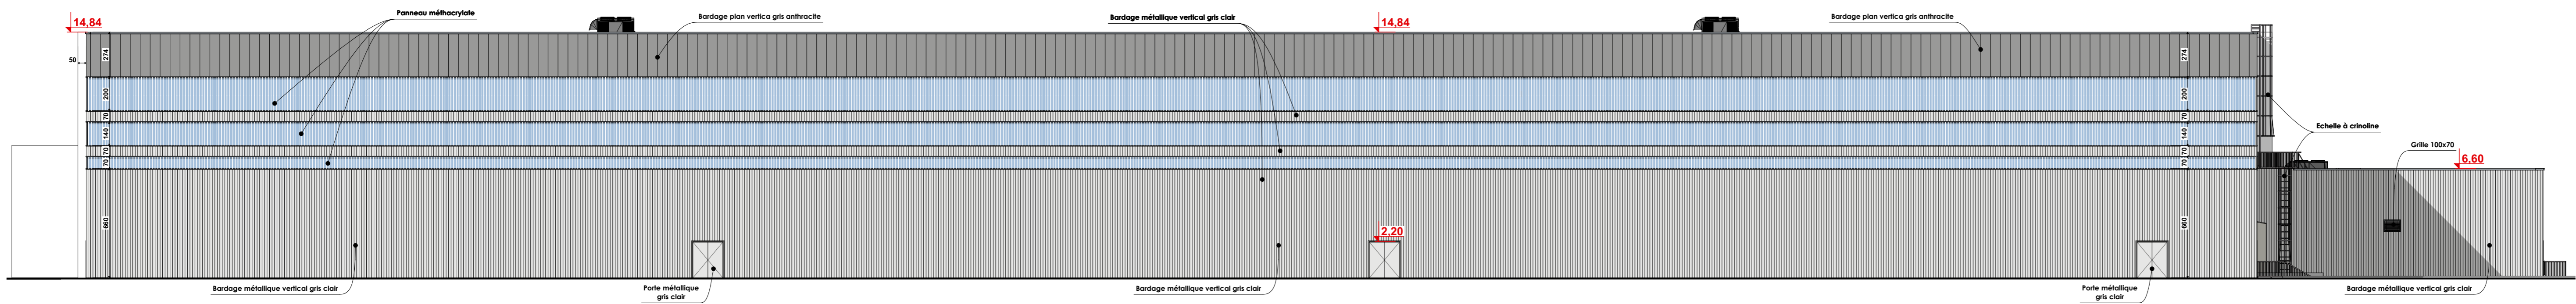 14,84
Panneau méthacrylate
Bardage plan vertica gris anthracite
Bardage métallique vertical gris clair
14,84
Bardage plan vertica gris anthracite
50
274
200
70
140
70
70
660
274
200
70
140
70
70
660
Echelle à crinoline
Grille 100x70
6,60
2,20
Bardage métallique vertical gris clair
Porte métallique
gris clair
Bardage métallique vertical gris clair
Porte métallique
gris clair
Bardage métallique vertical gris clair